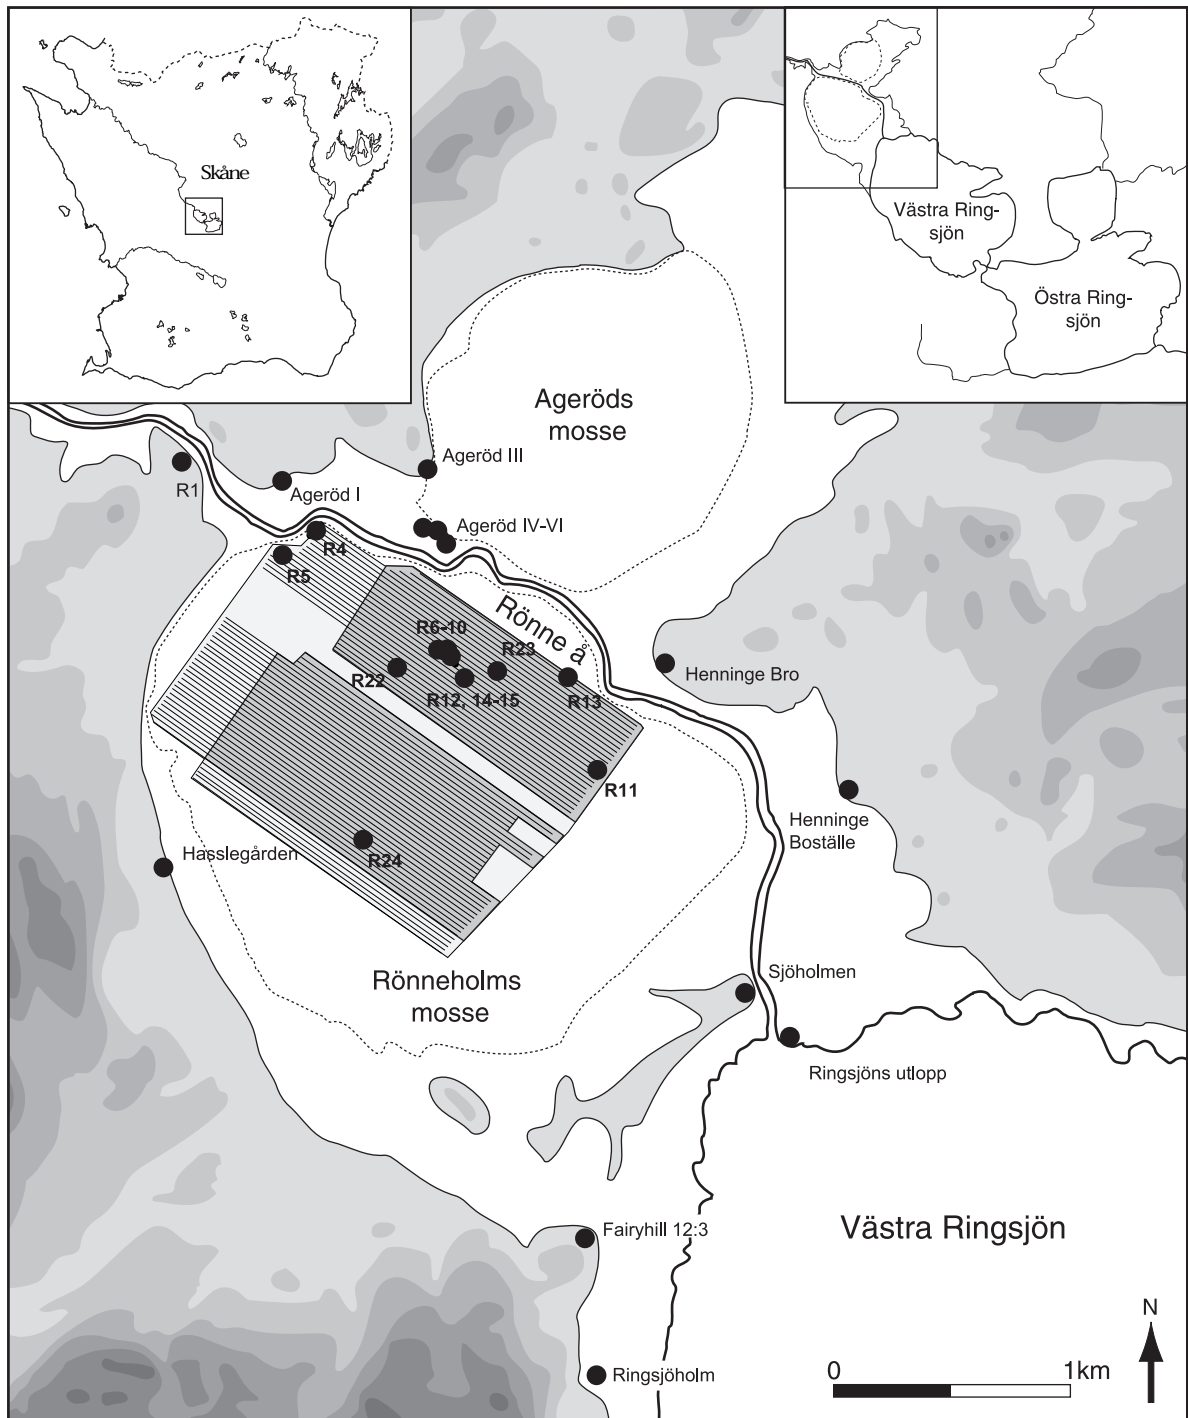 Skåne
Västra Ring-
sjön
Östra Ring-
sjön
Ageröds
mosse
Ageröd III
R1
Ageröd I
Ageröd IV-VI
R4
R5
Rönne å
R6-10
R23
R22
R12, 14-15
R13
Henninge Bro
R11
Henninge
Boställe
Hasslegården
R24
Rönneholms
mosse
Sjöholmen
Ringsjöns utlopp
Fairyhill 12:3
Västra Ringsjön
N
0
1km
Ringsjöholm